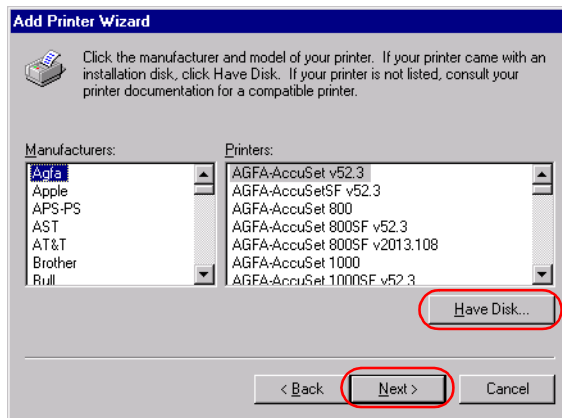 Add Printer Wizard
Click the manufacturer and model of your printer. If your printer came with an
installation disk, click Have Disk. If your printer is not listed, consult your
printer documentation for a compatible printer.
Manufacturers:
Agfa
Apple
APS-PS
AST
AT&T
Brother
Bull
Printers:
AGFA-AccuSet v52.3
AGFA-AccuSetSF v52.3
AGFA-AccuSet 800
AGFA-AccuSet 800SF v52.3
AGFA-AccuSet 800SF v2013.108
AGFA-AccuSet 1000
AGFA-AccuSet 1000SF v52.3
Have Disk...
< Back
Next >
Cancel